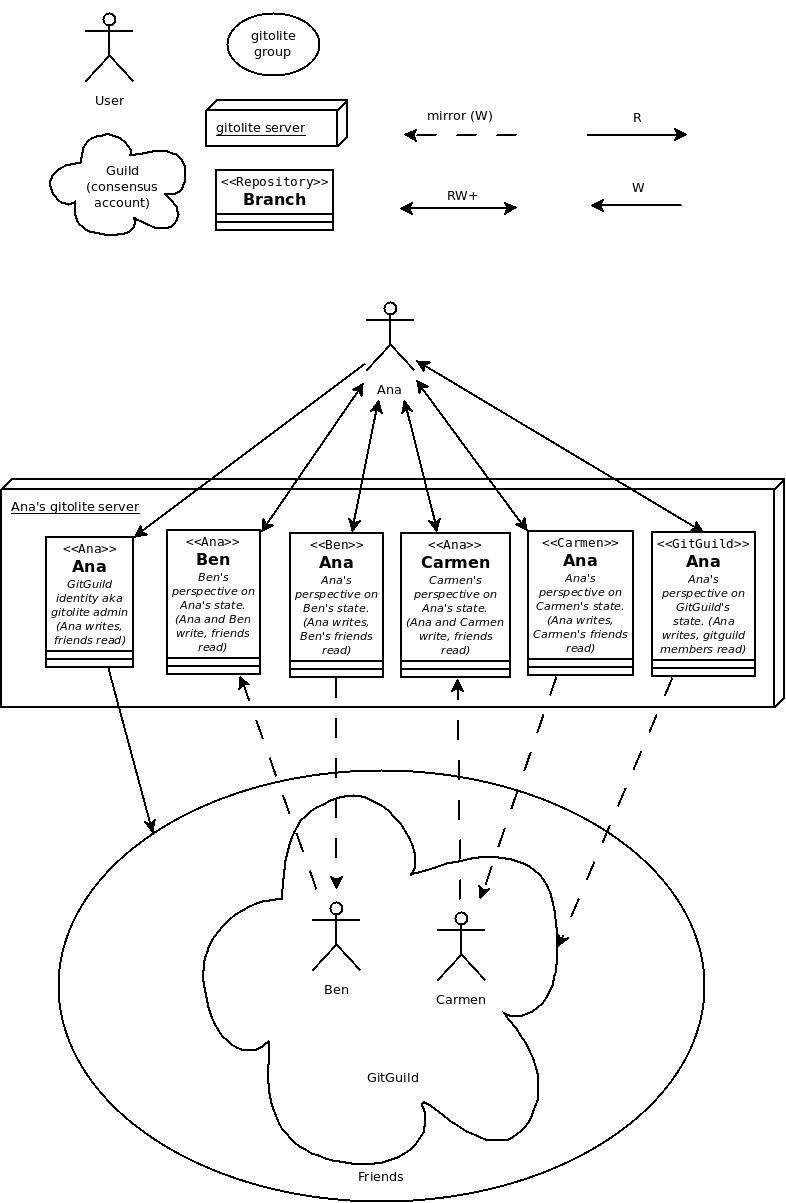 User
gitolite
group
gitolite server
mirror (W)
R
Guild
(consensus
account)
<<Repository>>
Branch
RW+
W
Ana
Ana's gitolite server
<<Ana>>
Ana
GitGuild
identity aka
gitolite admin
(Ana writes,
friends read)
<<Ana>>
Ben
Ben's
perspective on
Ana's state.
(Ana and Ben
write, friends
read)
<<Ben>>
Ana
Ana's
perspective on
Ben's state.
(Ana writes,
Ben's friends
read)
<<Ana>>
Carmen
Carmen's
perspective on
Ana's state.
(Ana and Carmen
write, friends
read)
<<Carmen>>
Ana
Ana's
perspective on
Carmen's state.
(Ana writes,
Carmen's friends
read)
<<GitGuild>>
Ana
Ana's
perspective on
GitGuild's
state. (Ana
writes, gitguild
members read)
Ben
Carmen
GitGuild
Friends